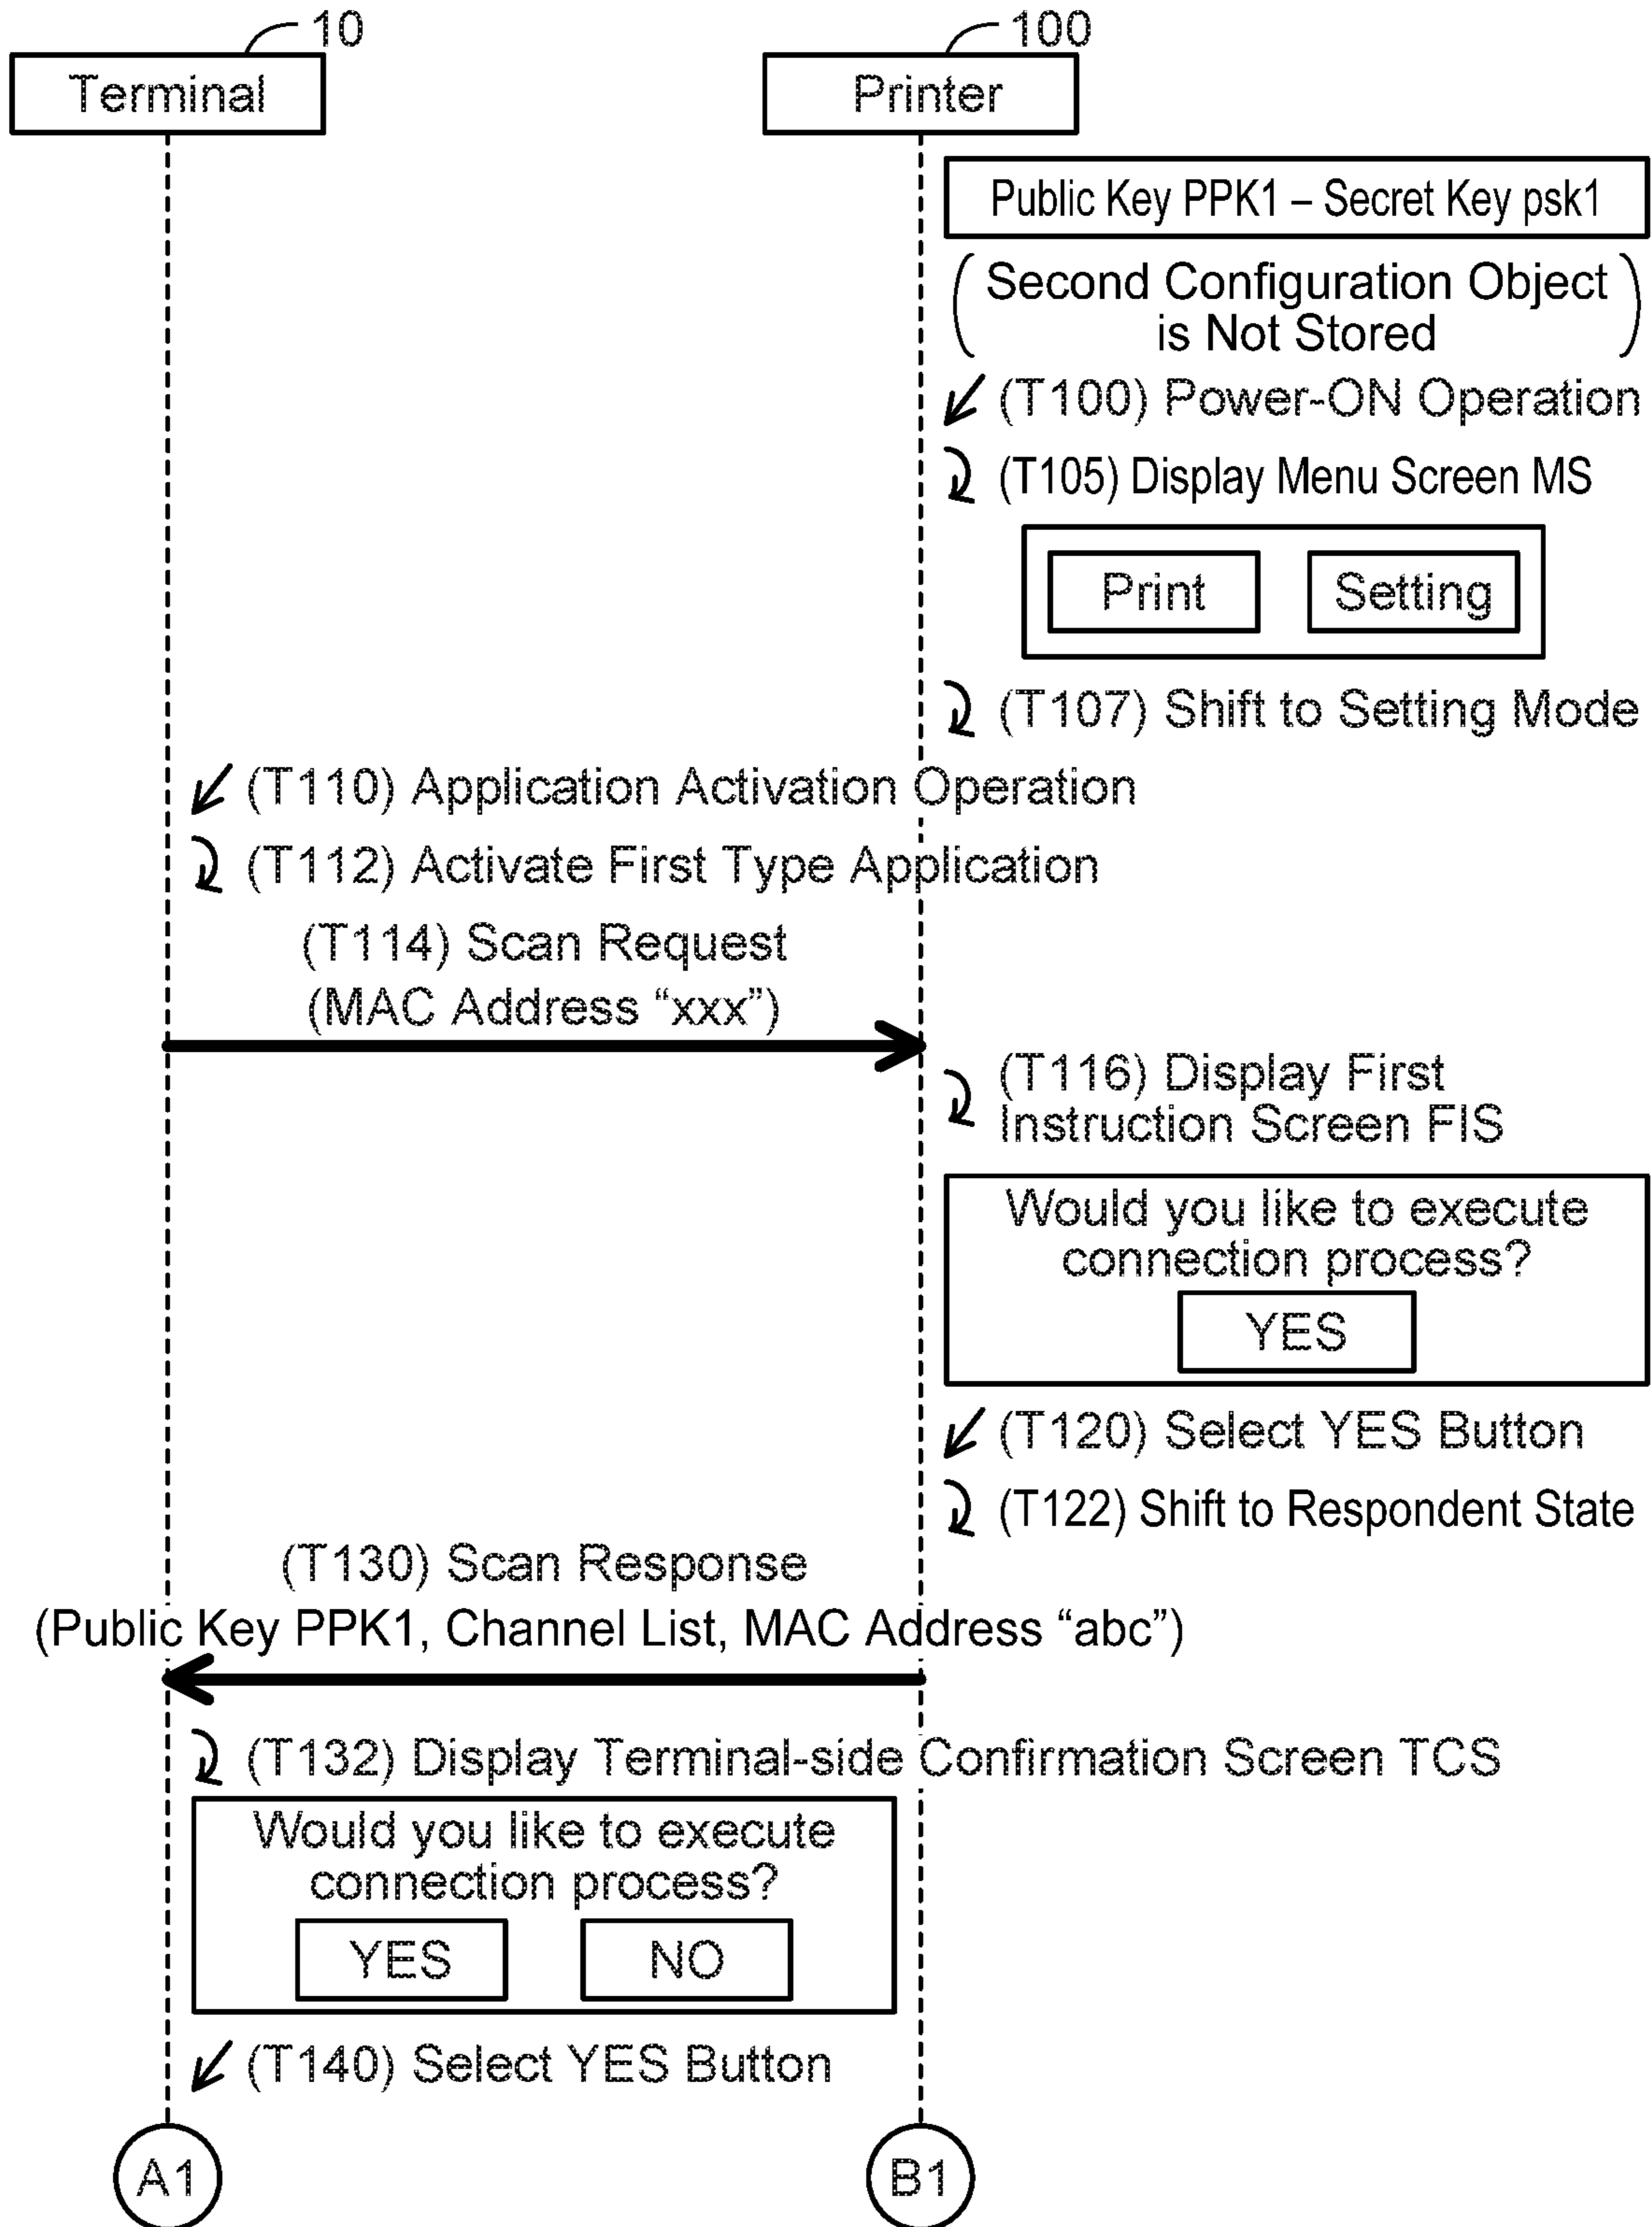 10
100
Terminal
Printer
Public Key PPK1 – Secret Key psk1
(Second Configuration Object
is Not Stored)
(T100) Power-ON Operation
(T105) Display Menu Screen MS
Print Setting
(T107) Shift to Setting Mode
(T110) Application Activation Operation
(T112) Activate First Type Application
(T114) Scan Request
(MAC Address “xxx”)
(T116) Display First
Instruction Screen FIS
Would you like to execute
connection process?
YES
(T120) Select YES Button
(T122) Shift to Respondent State
(T130) Scan Response
(Public Key PPK1, Channel List, MAC Address “abc”)
(T132) Display Terminal-side Confirmation Screen TCS
Would you like to execute
connection process?
YES NO
(T140) Select YES Button
A1
B1